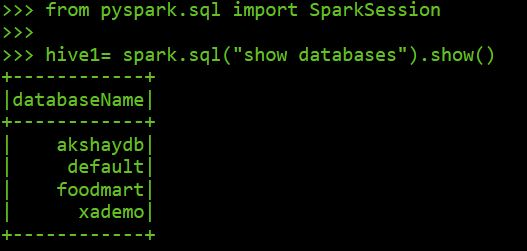 >>> from pyspark.sql import SparkSession
>>>
>>> hive1= spark.sql("show databases").show()
+------------+
|databaseName|
+------------+
|    akshaydb|
|     default|
|    foodmart|
|      xademo|
+------------+